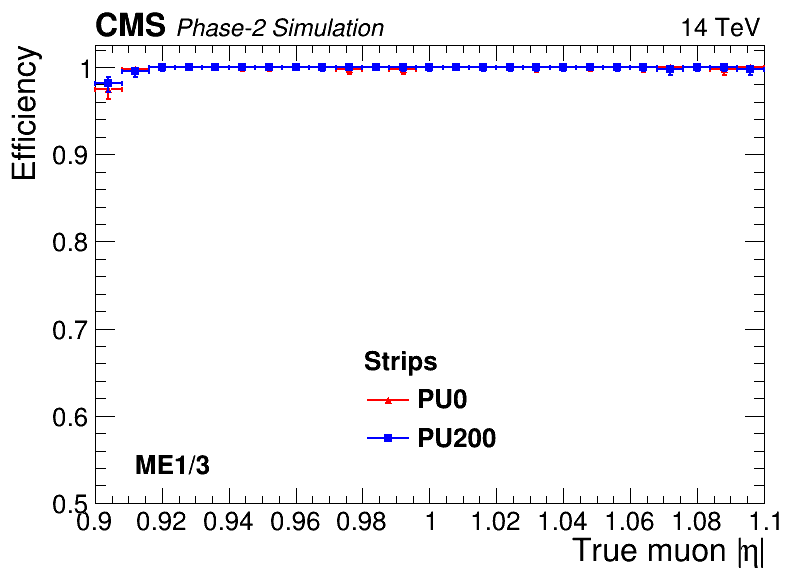 CMS Phase-2 Simulation 14 TeV
Efficiency
1
0.9
0.8
0.7
0.6
0.5
Strips
PU0
PU200
ME1/3
0.9 0.92 0.94 0.96 0.98 1 1.02 1.04 1.06 1.08 1.1
True muon |η|